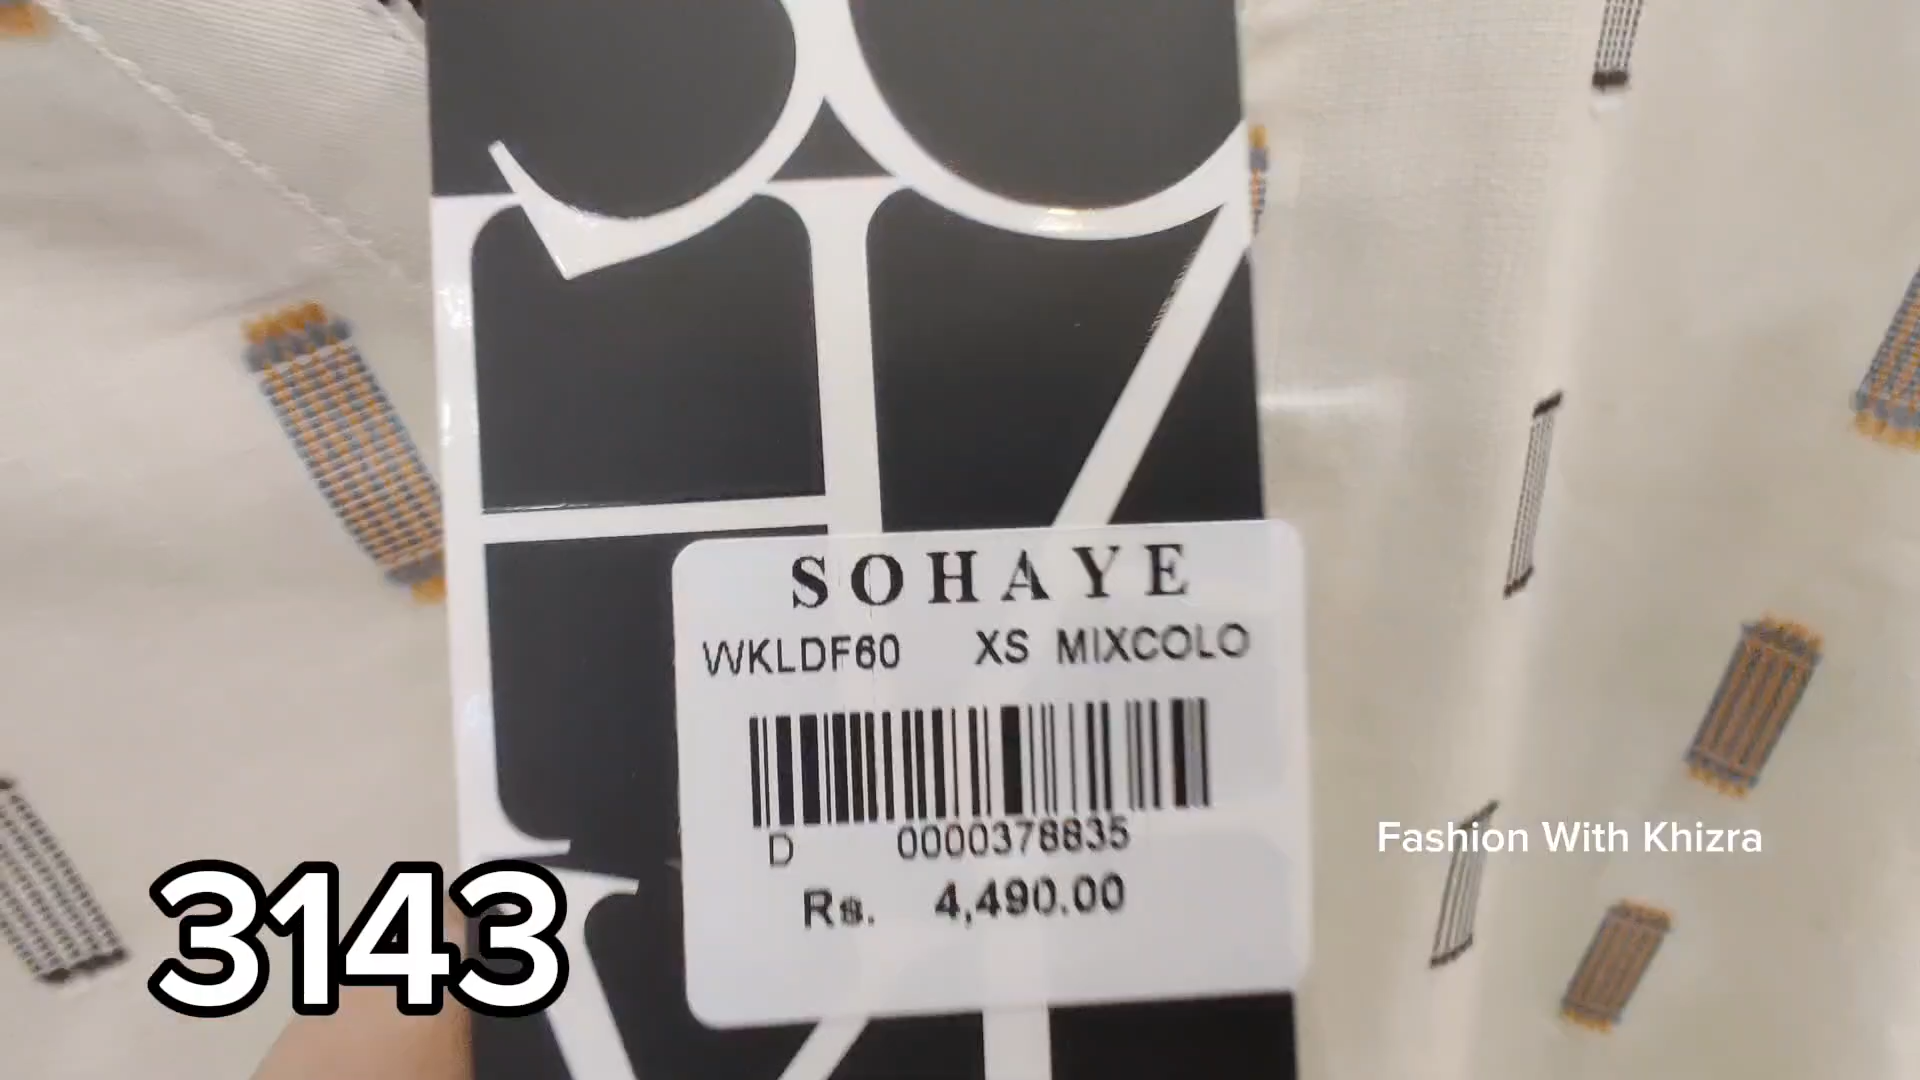 SOHAYE
WKLDF60 XS MIXCOLO
D 0000378835
Rs. 4,490.00
Fashion With Khizra
3143